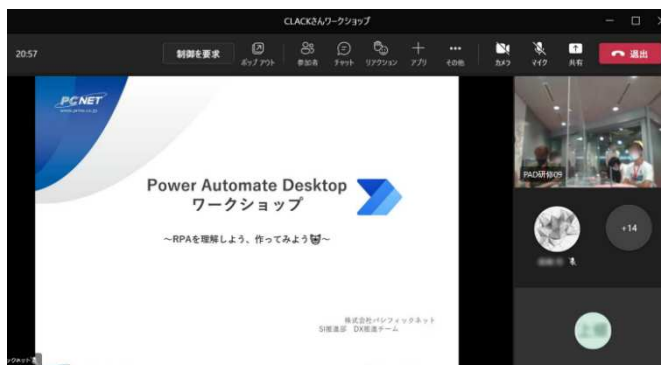 CLACKさんワークショップ
20:57
制御を要求
ポップ アウト
参加者
チャット
リアクション
アプリ
その他
カメラ
マイク
共有
退出
PC NET
Power Automate Desktop
ワークショップ
～RPAを理解しよう、作ってみよう～
株式会社パシフィックネット
SI推進部 DX推進チーム
PAD研修09
+14